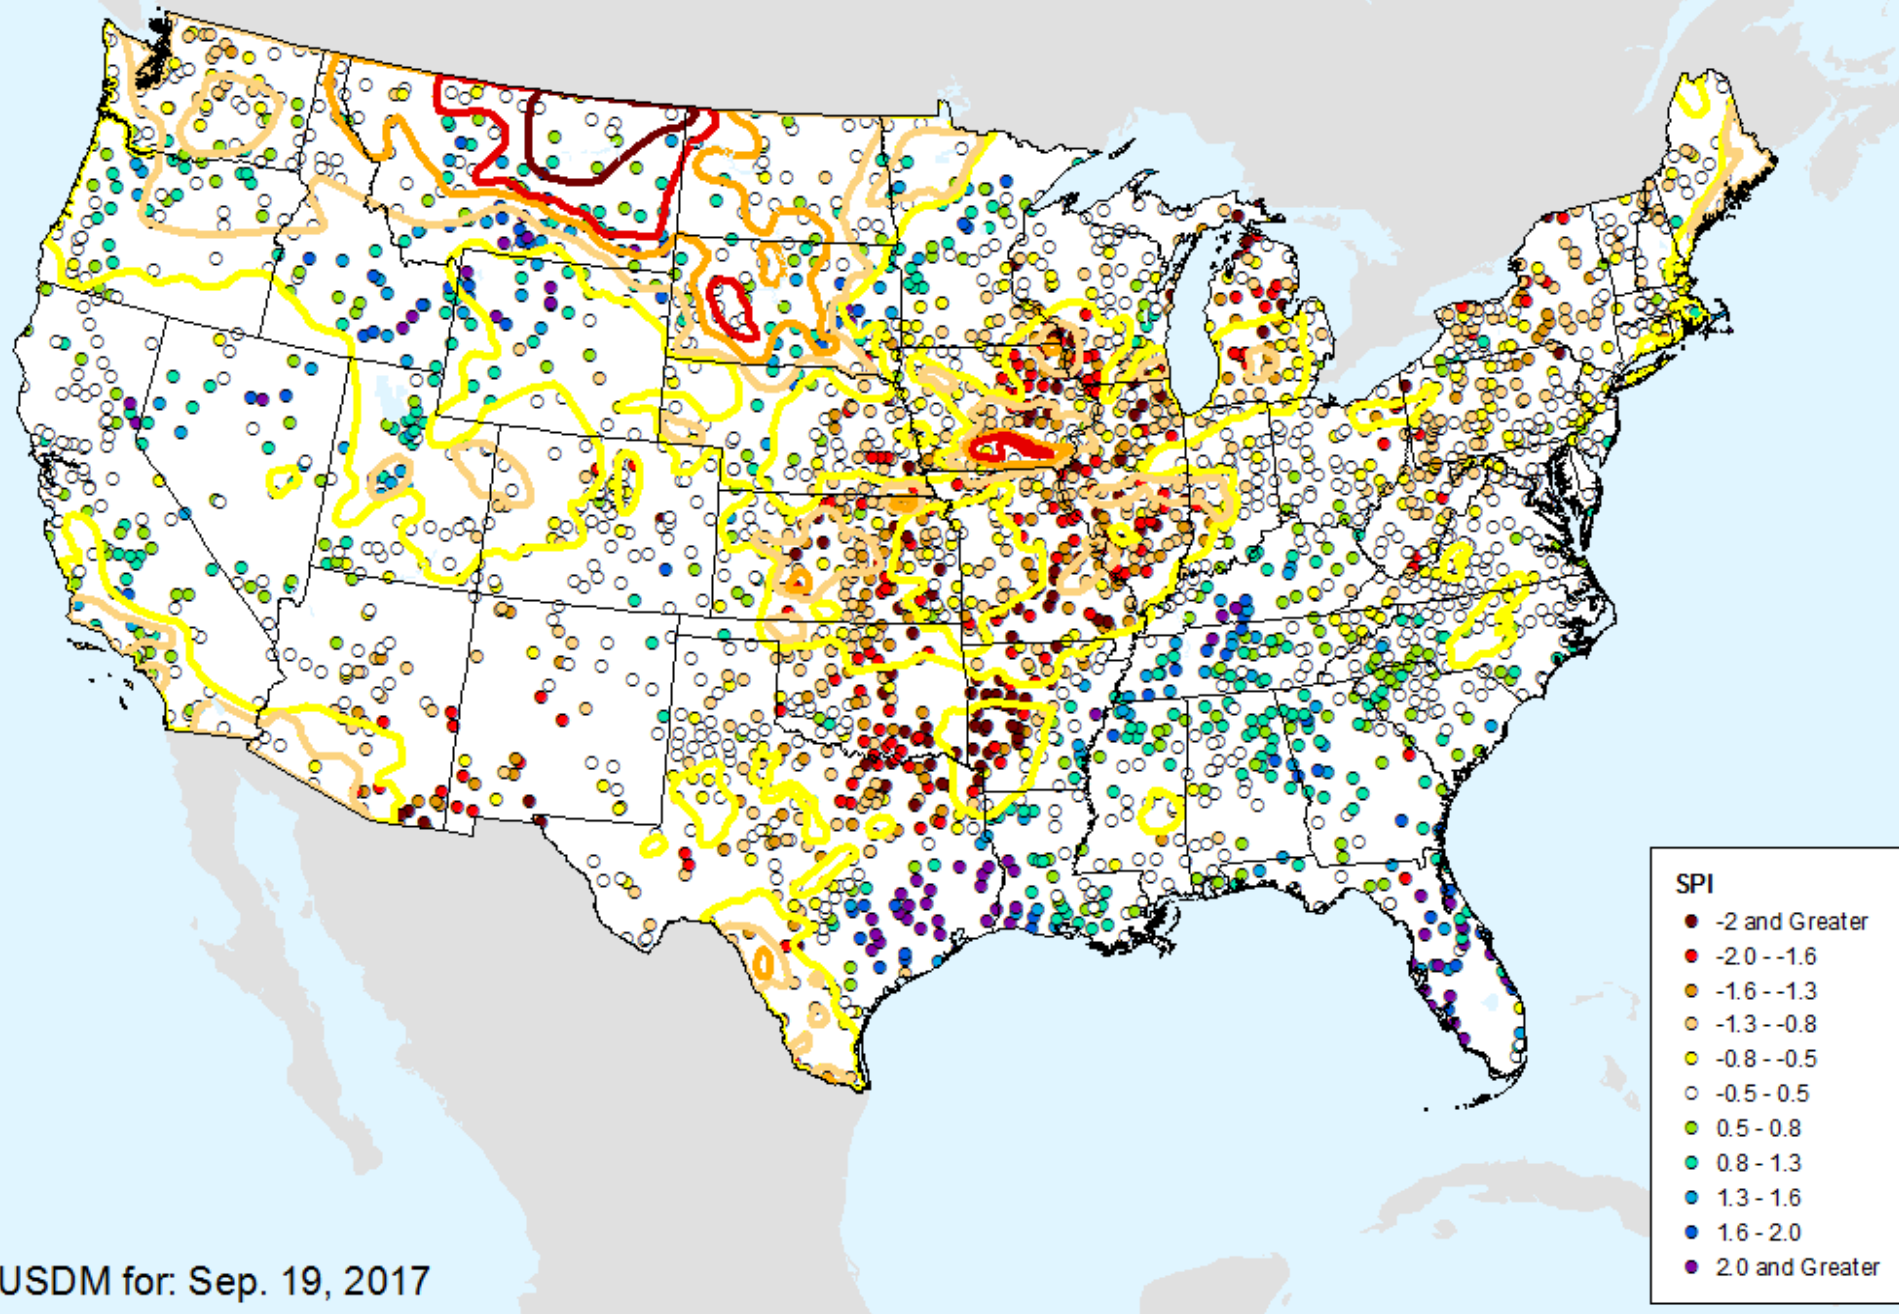 SPI
-2 and Greater
-2.0 - -1.6
-1.6 - -1.3
-1.3 - -0.8
-0.8 - -0.5
-0.5 - 0.5
0.5 - 0.8
0.8 - 1.3
1.3 - 1.6
1.6 - 2.0
2.0 and Greater
USDM for: Sep. 19, 2017